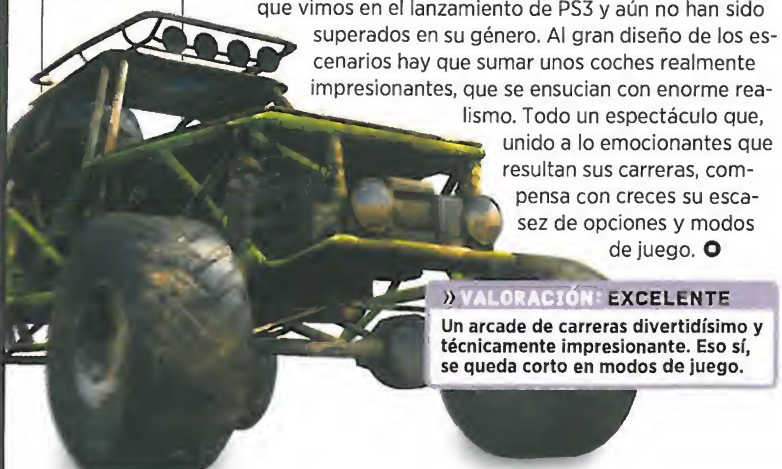 que vimos en el lanzamiento de PS3 y aún no han sido
superados en su género. Al gran diseño de los es-
cenarios hay que sumar unos coches realmente
impresionantes, que se ensucian con enorme rea-
lismo. Todo un espectáculo que,
unido a lo emocionantes que
resultan sus carreras, com-
pensa con creces su esca-
sez de opciones y modos
de juego.
» VALORACIÓN: EXCELENTE
Un arcade de carreras divertidísimo y
técnicamente impresionante. Eso sí,
se queda corto en modos de juego.